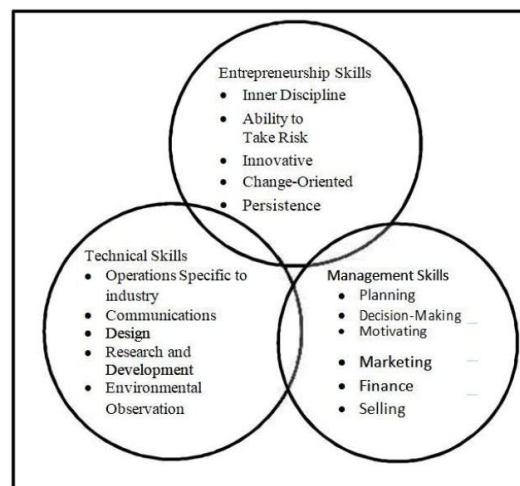 Entrepreneurship Skills
• Inner Discipline
• Ability to
Take Risk
• Innovative
• Change-Oriented
• Persistence
Technical Skills
• Operations Specific to
industry
• Communications
• Design
• Research and
Development
• Environmental
Observation
Management Skills
• Planning
• Decision-Making
• Motivating
• Marketing
• Finance
• Selling